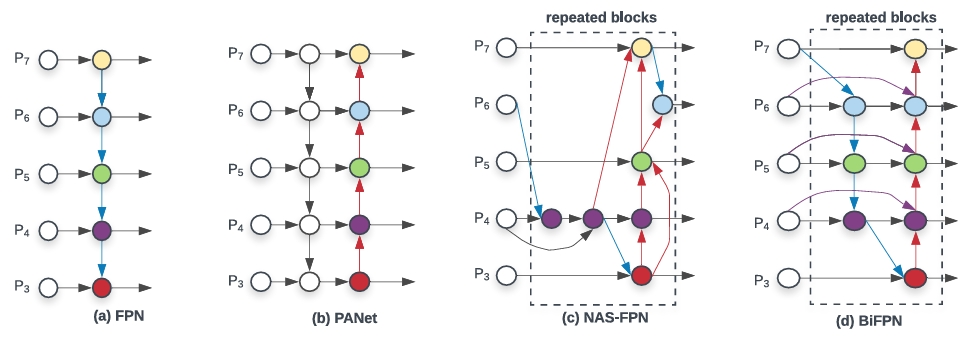 repeated blocks
repeated blocks
P7
P6
P5
P4
P3
(a) FPN
P7
P6
P5
P4
P3
(b) PANet
P7
P6
P5
P4
P3
(c) NAS-FPN
P7
P6
P5
P4
P3
(d) BiFPN